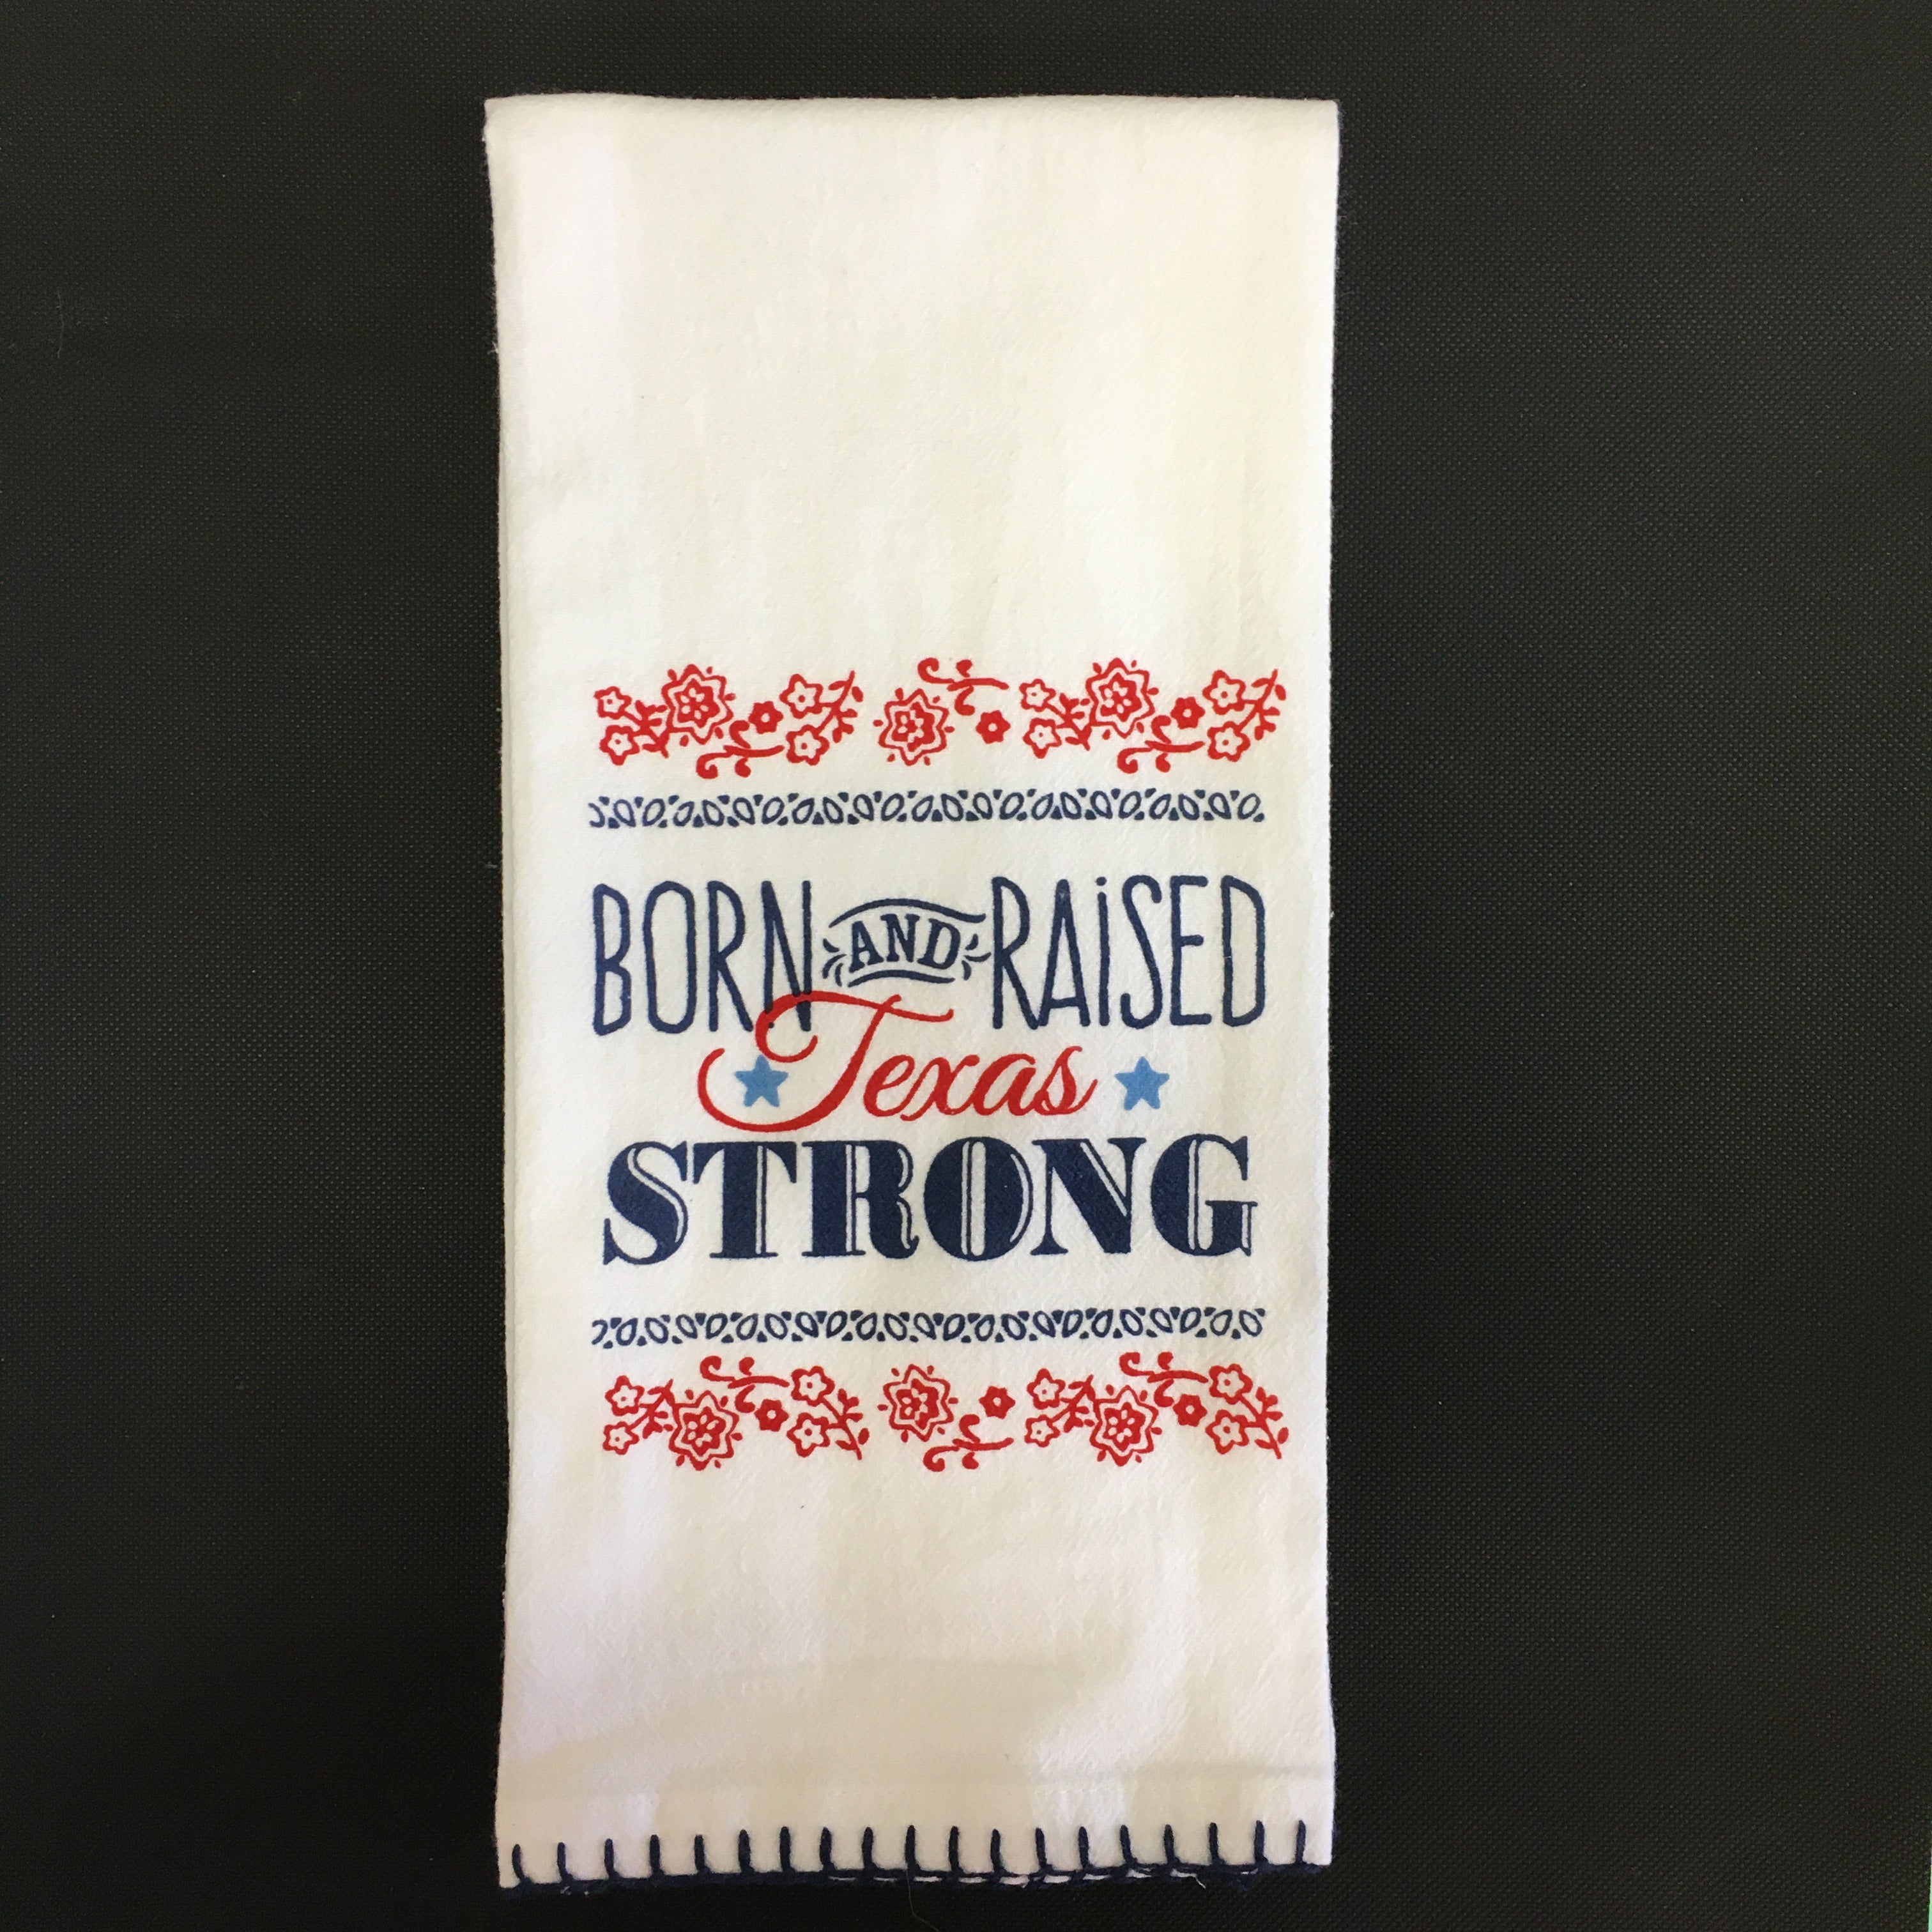 BORN AND RAiSED
Texas
STRONG